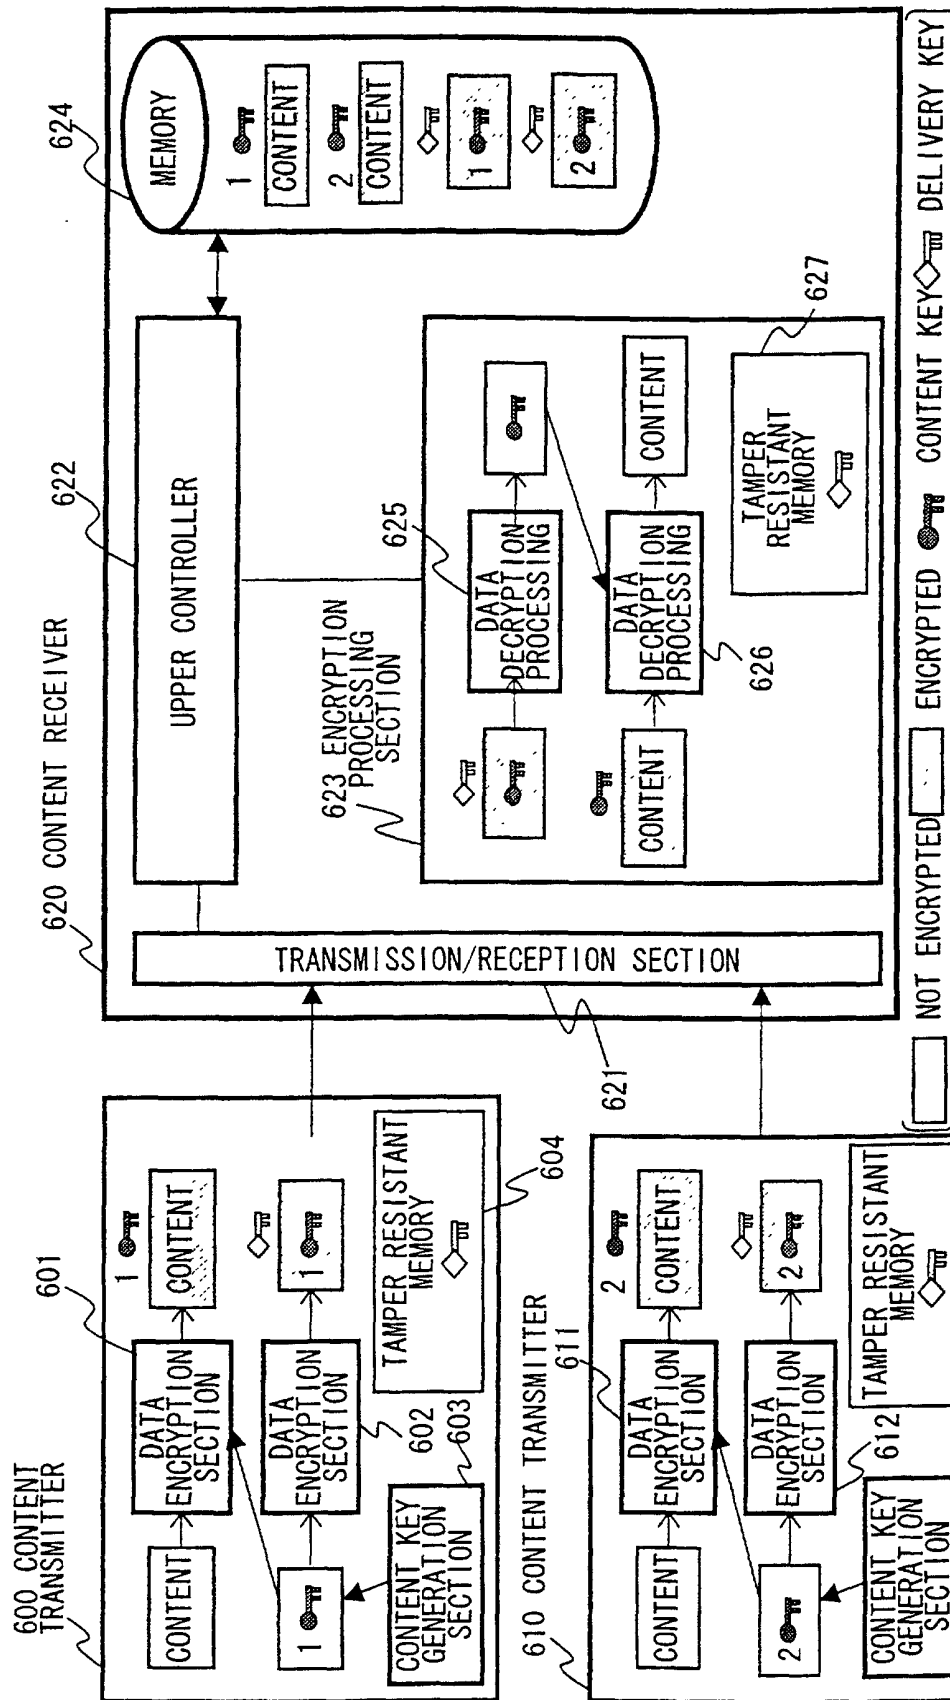 600 CONTENT
TRANSMITTER
601
CONTENT
DATA
ENCRYPTION
SECTION
1
CONTENT
1
DATA
ENCRYPTION
SECTION
1
602
603
CONTENT KEY
GENERATION
SECTION
TAMPER RESISTANT
MEMORY
604
610 CONTENT TRANSMITTER
611
CONTENT
DATA
ENCRYPTION
SECTION
2
CONTENT
2
DATA
ENCRYPTION
SECTION
2
612
CONTENT KEY
GENERATION
SECTION
TAMPER RESISTANT
MEMORY
620 CONTENT RECEIVER
622
624
TRANSMISSION/RECEPTION SECTION
621
UPPER CONTROLLER
MEMORY
1
CONTENT
2
CONTENT
1
2
623 ENCRYPTION
PROCESSING
SECTION
625
DATA
DECRYPTION
PROCESSING
CONTENT
DATA
DECRYPTION
PROCESSING
CONTENT
626
627
TAMPER
RESISTANT
MEMORY
NOT ENCRYPTED
ENCRYPTED
CONTENT KEY
DELIVERY KEY